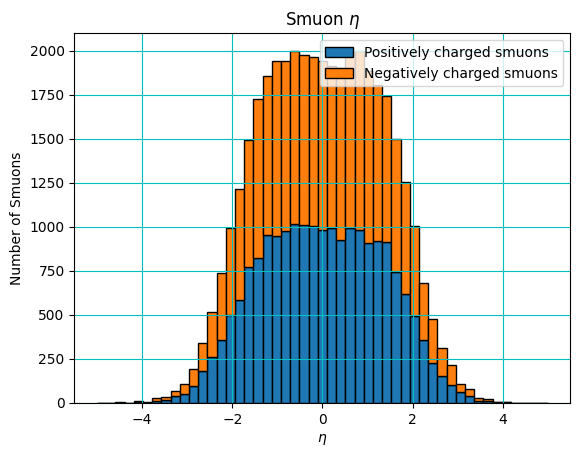 Smuon η
Positively charged smuons
Negatively charged smuons
Number of Smuons
2000
1750
1500
1250
1000
750
500
250
0
−4
−2
0
2
4
η